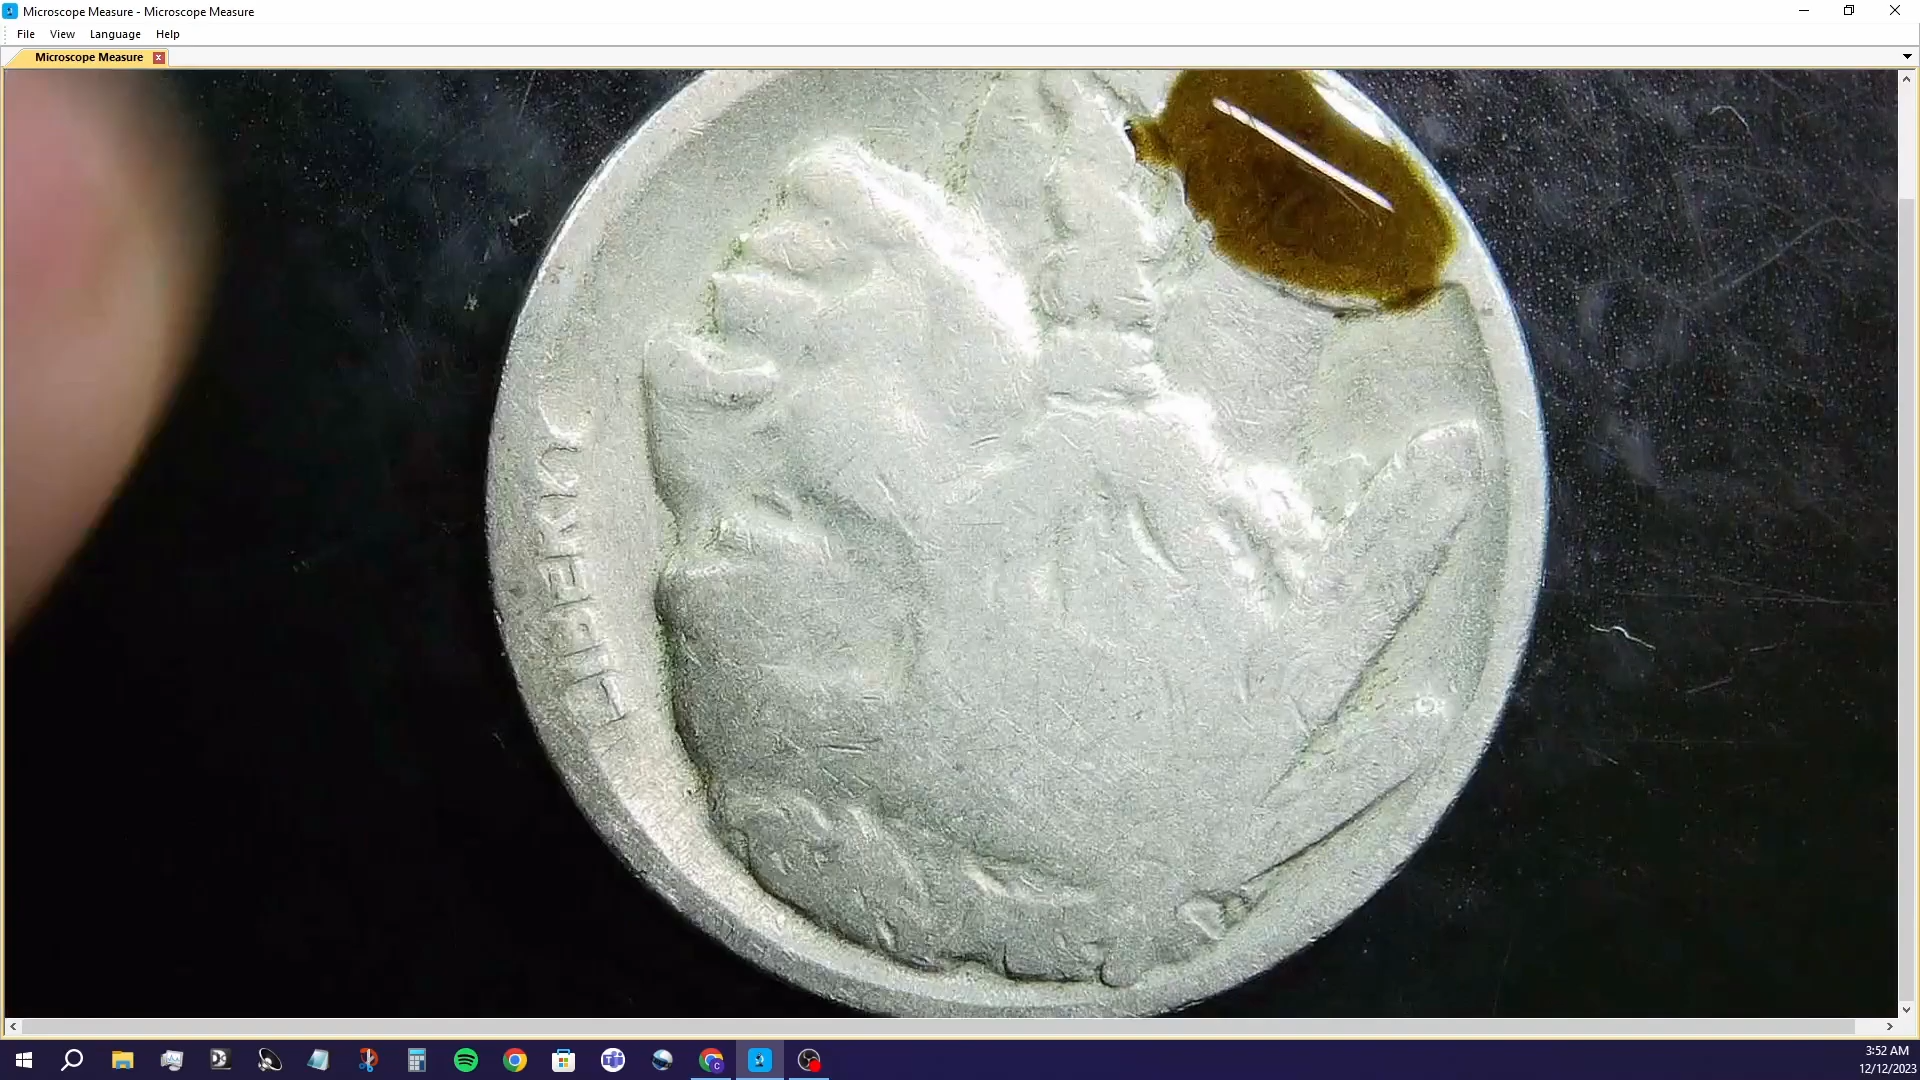 Microscope Measure - Microscope Measure
File View Language Help
Microscope Measure
LIBERTY
3:52 AM
12/12/2023